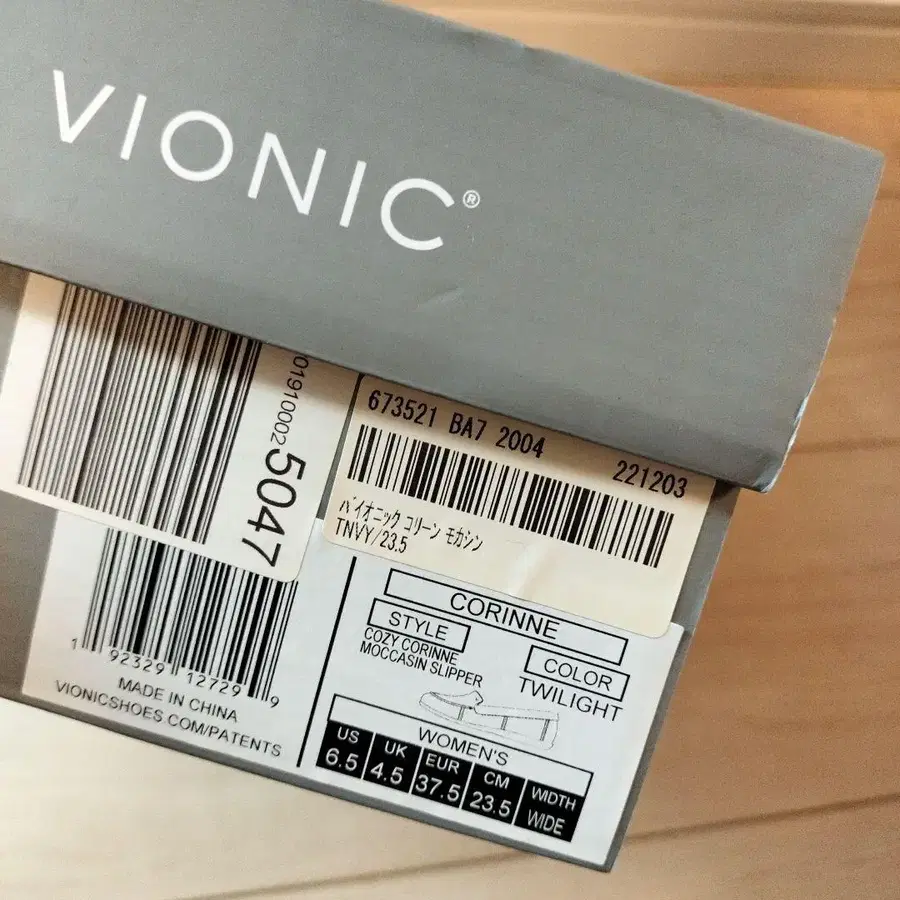 VIONIC®
01910002
5047
673521 BA7 2004
221203
バイオニック コリーン モカシン
TNVY/23.5
1 92329 12729 9
MADE IN CHINA
VIONICSHOES.COM/PATENTS
CORINNE
STYLE
COZY CORINNE
MOCCASIN SLIPPER
COLOR
TWILIGHT
WOMEN'S
US UK EUR CM WIDTH
6.5 4.5 37.5 23.5 WIDE